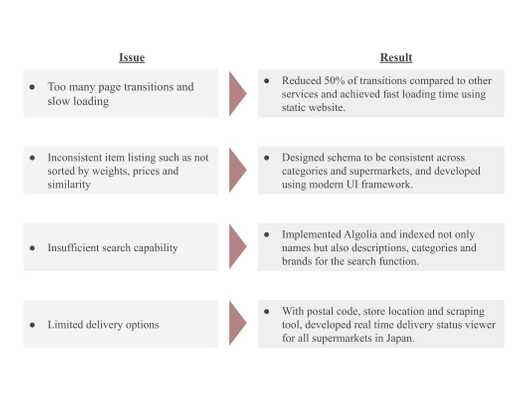 Issue
Result
● Too many page transitions and
slow loading
● Reduced 50% of transitions compared to other
services and achieved fast loading time using
static website.
● Inconsistent item listing such as not
sorted by weights, prices and
similarity
● Designed schema to be consistent across
categories and supermarkets, and developed
using modern UI framework.
● Insufficient search capability
● Implemented Algolia and indexed not only
names but also descriptions, categories and
brands for the search function.
● Limited delivery options
● With postal code, store location and scraping
tool, developed real time delivery status viewer
for all supermarkets in Japan.